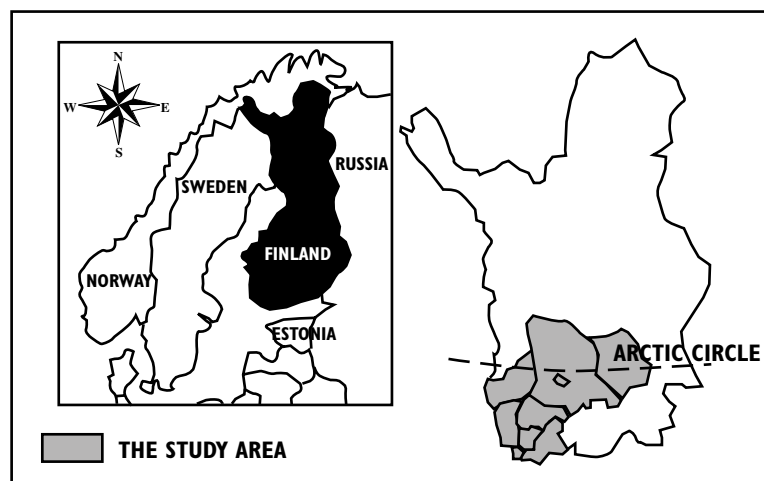 N
W E
S
RUSSIA
SWEDEN
FINLAND
NORWAY
ESTONIA
ARCTIC CIRCLE
THE STUDY AREA